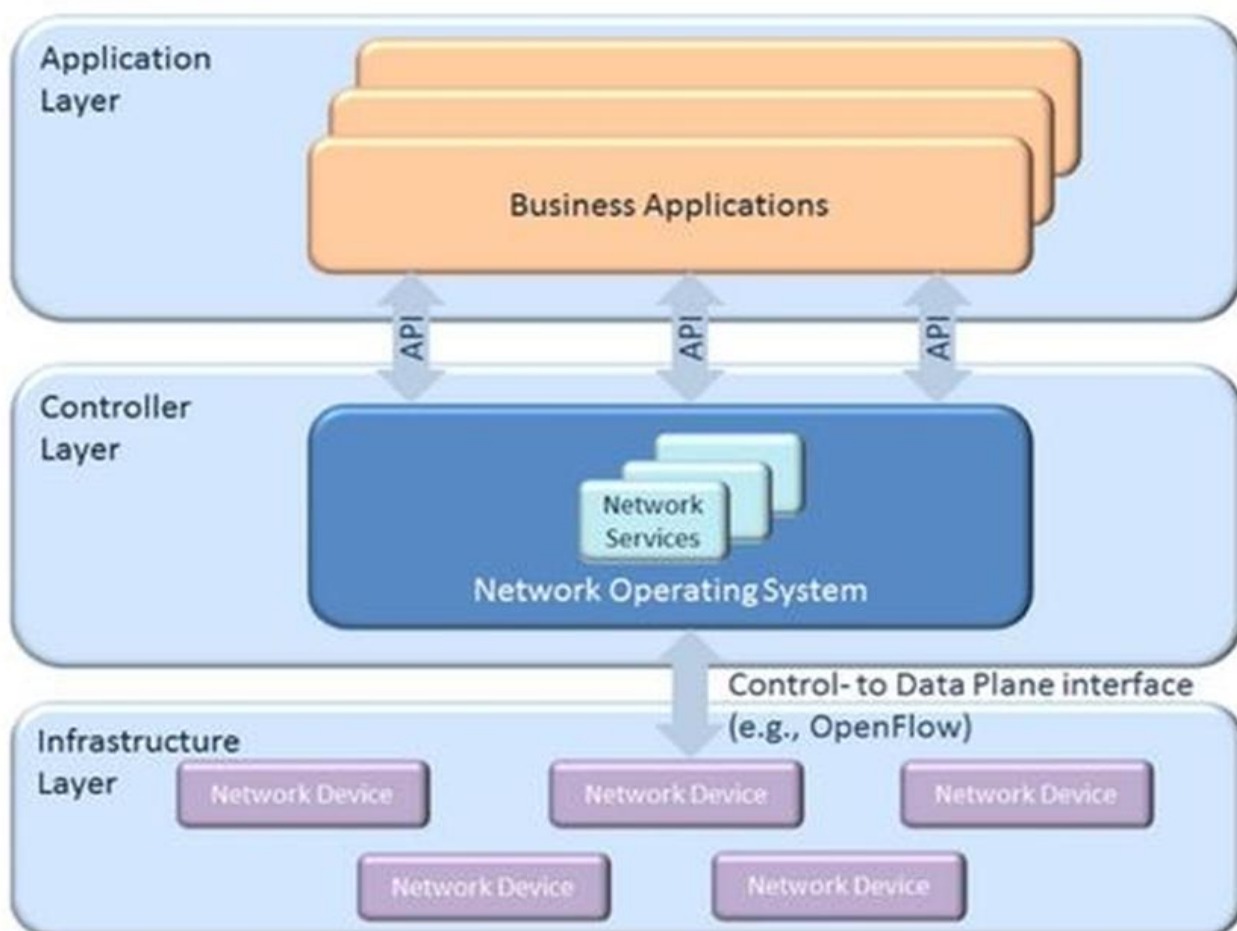 Application
Layer
Business Applications
API
API
API
Controller
Layer
Network
Services
Network Operating System
Control- to Data Plane interface
(e.g., OpenFlow)
Infrastructure
Layer
Network Device
Network Device
Network Device
Network Device
Network Device